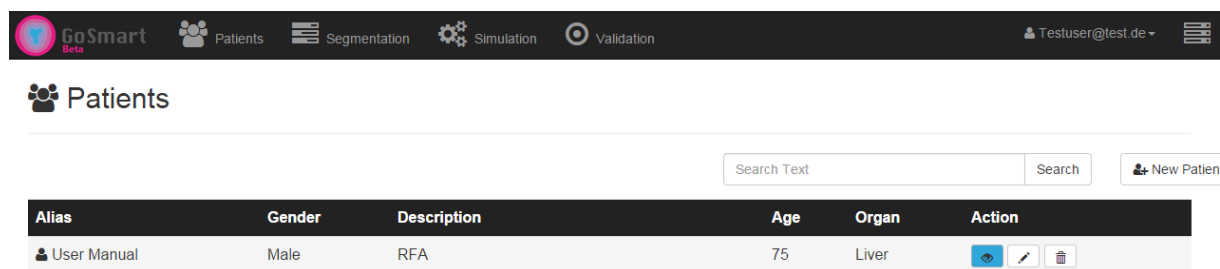 GoSmart Patients Segmentation Simulation Validation Testuser@test.de
Beta
Patients
Search Text Search New Patien
Alias Gender Description Age Organ Action
User Manual Male RFA 75 Liver